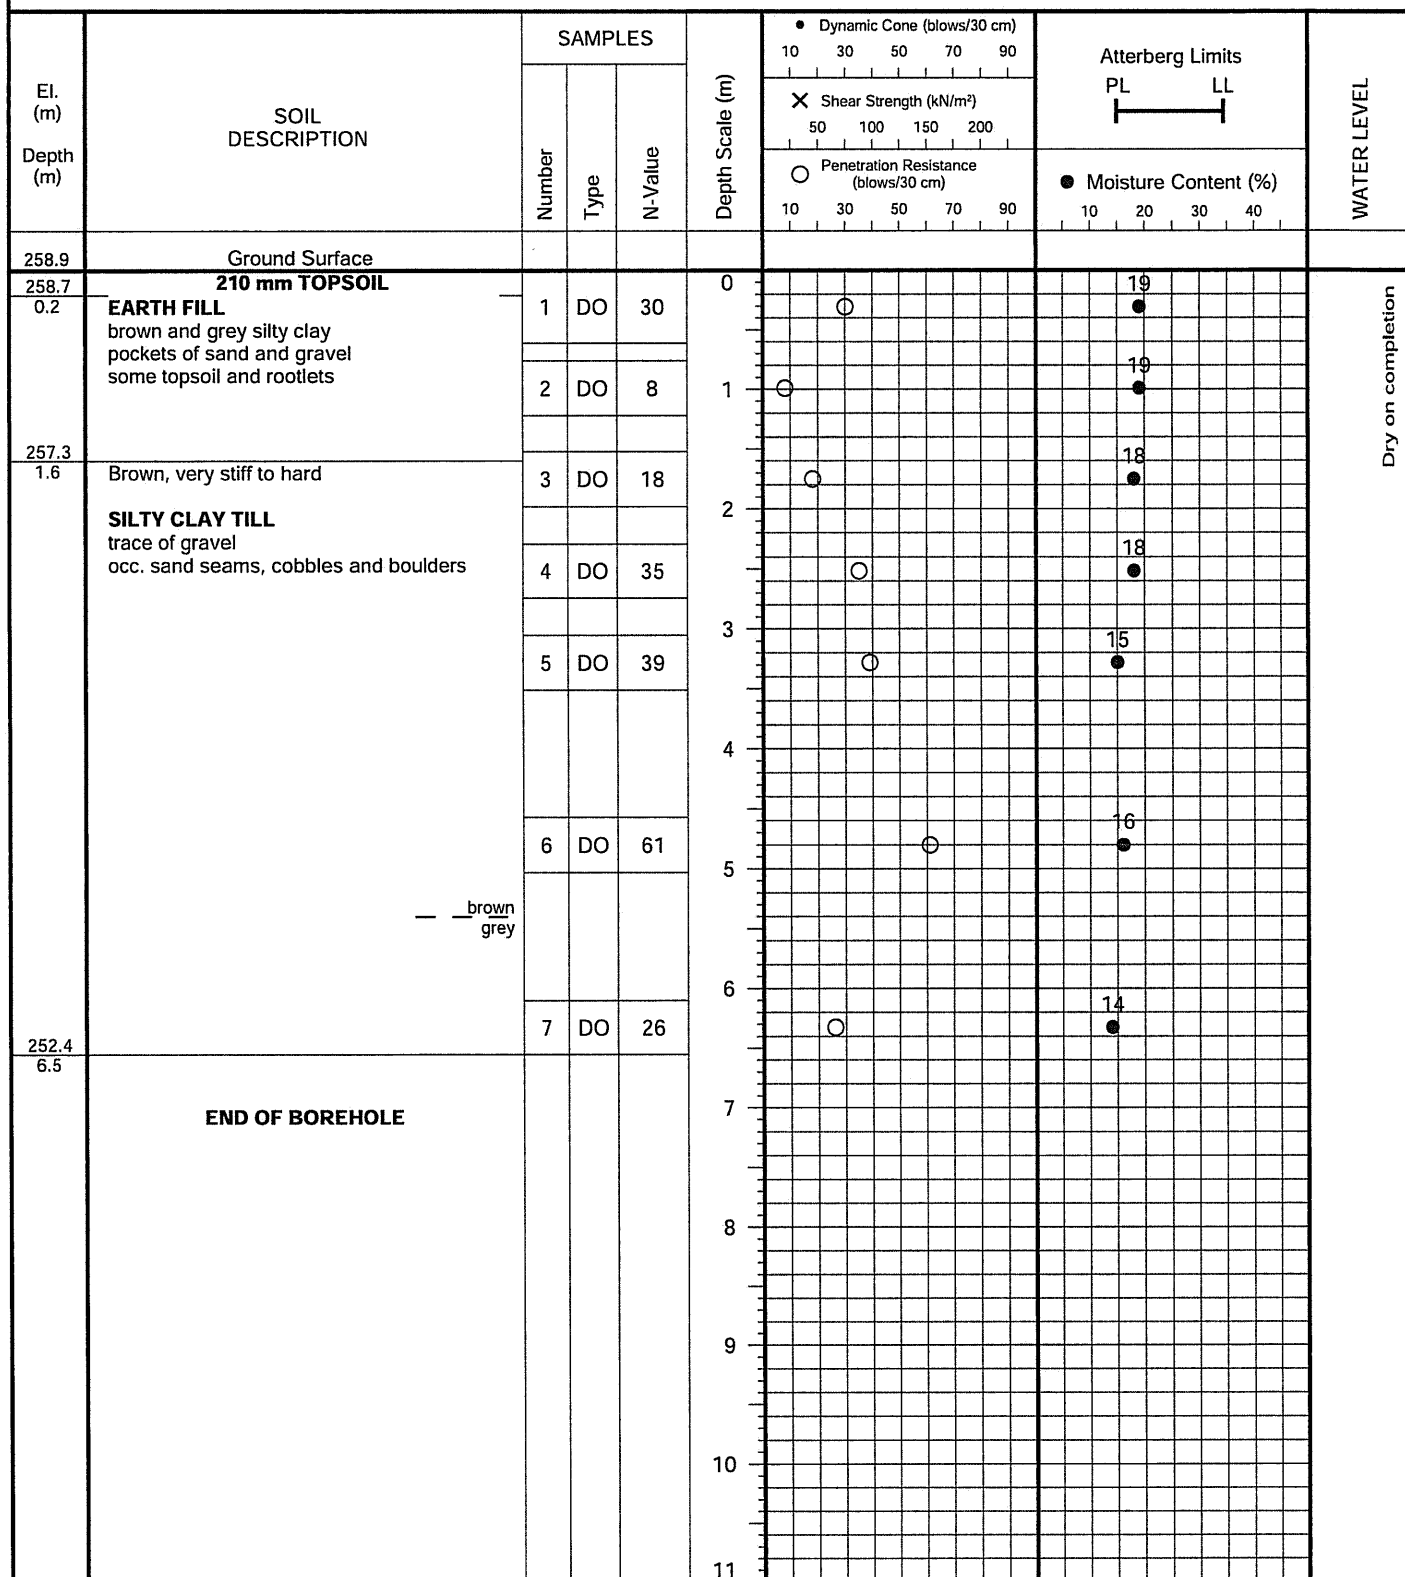 El.
(m)
Depth
(m)
SOIL
DESCRIPTION
SAMPLES
Number
Type
N-Value
Depth Scale (m)
● Dynamic Cone (blows/30 cm)
10 30 50 70 90
✕ Shear Strength (kN/m²)
50 100 150 200
○ Penetration Resistance
(blows/30 cm)
10 30 50 70 90
Atterberg Limits
PL LL
● Moisture Content (%)
10 20 30 40
WATER LEVEL
258.9 Ground Surface
258.7 210 mm TOPSOIL
0.2 EARTH FILL
brown and grey silty clay
pockets of sand and gravel
some topsoil and rootlets
257.3
1.6 Brown, very stiff to hard
SILTY CLAY TILL
trace of gravel
occ. sand seams, cobbles and boulders
brown
grey
252.4
6.5
END OF BOREHOLE
1 DO 30
2 DO 8
3 DO 18
4 DO 35
5 DO 39
6 DO 61
7 DO 26
0
1
2
3
4
5
6
7
8
9
10
11
19
19
18
18
15
16
14
Dry on completion